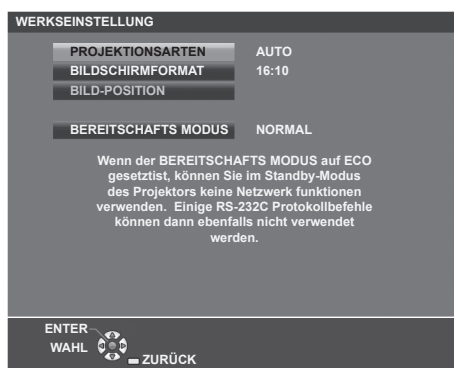 WERKSEINSTELLUNG
PROJEKTIONSARTEN AUTO
BILDSCHIRMFORMAT 16:10
BILD-POSITION
BEREITSCHAFTS MODUS NORMAL
Wenn der BEREITSCHAFTS MODUS auf ECO
gesetztist, können Sie im Standby-Modus
des Projektors keine Netzwerk funktionen
verwenden. Einige RS-232C Protokollbefehle
können dann ebenfalls nicht verwendet
werden.
ENTER
WAHL
ZURÜCK